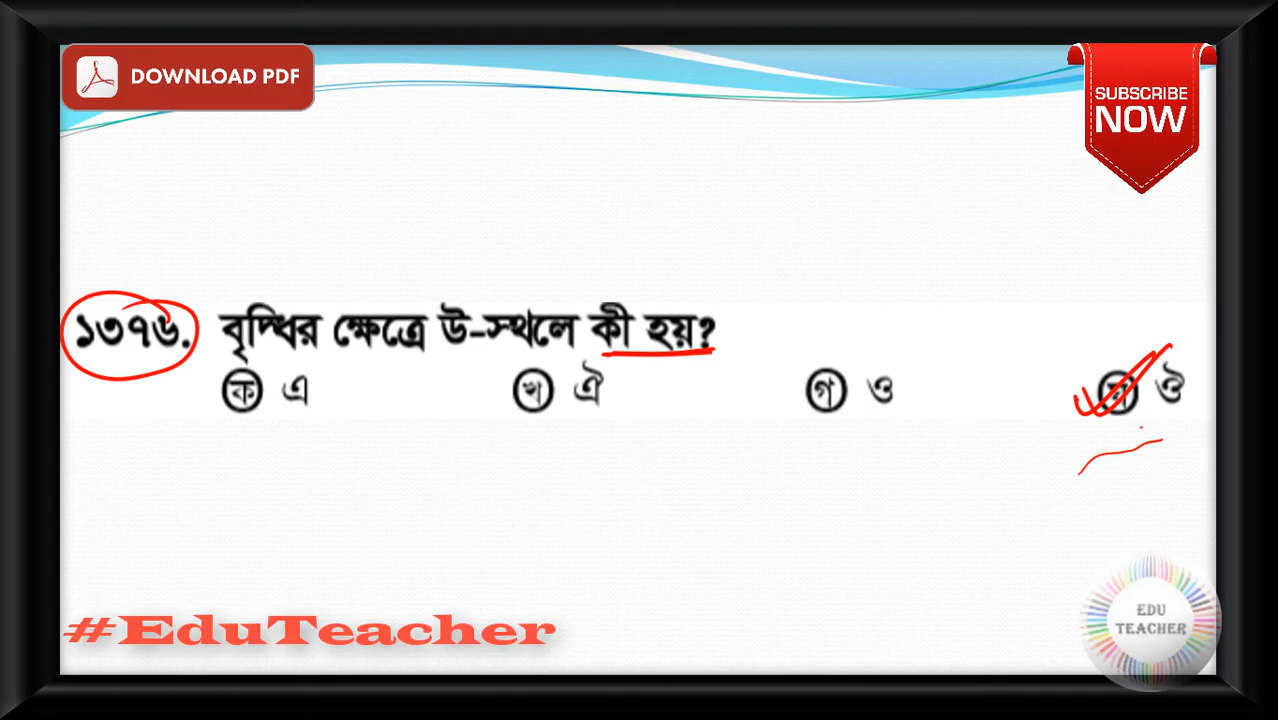 DOWNLOAD PDF
SUBSCRIBE
NOW
১৩৭৬. বৃদ্ধির ক্ষেত্রে উ-স্থলে কী হয়?
ক এ খ ঐ গ ও ঘ ঔ
#EduTeacher
EDU
TEACHER